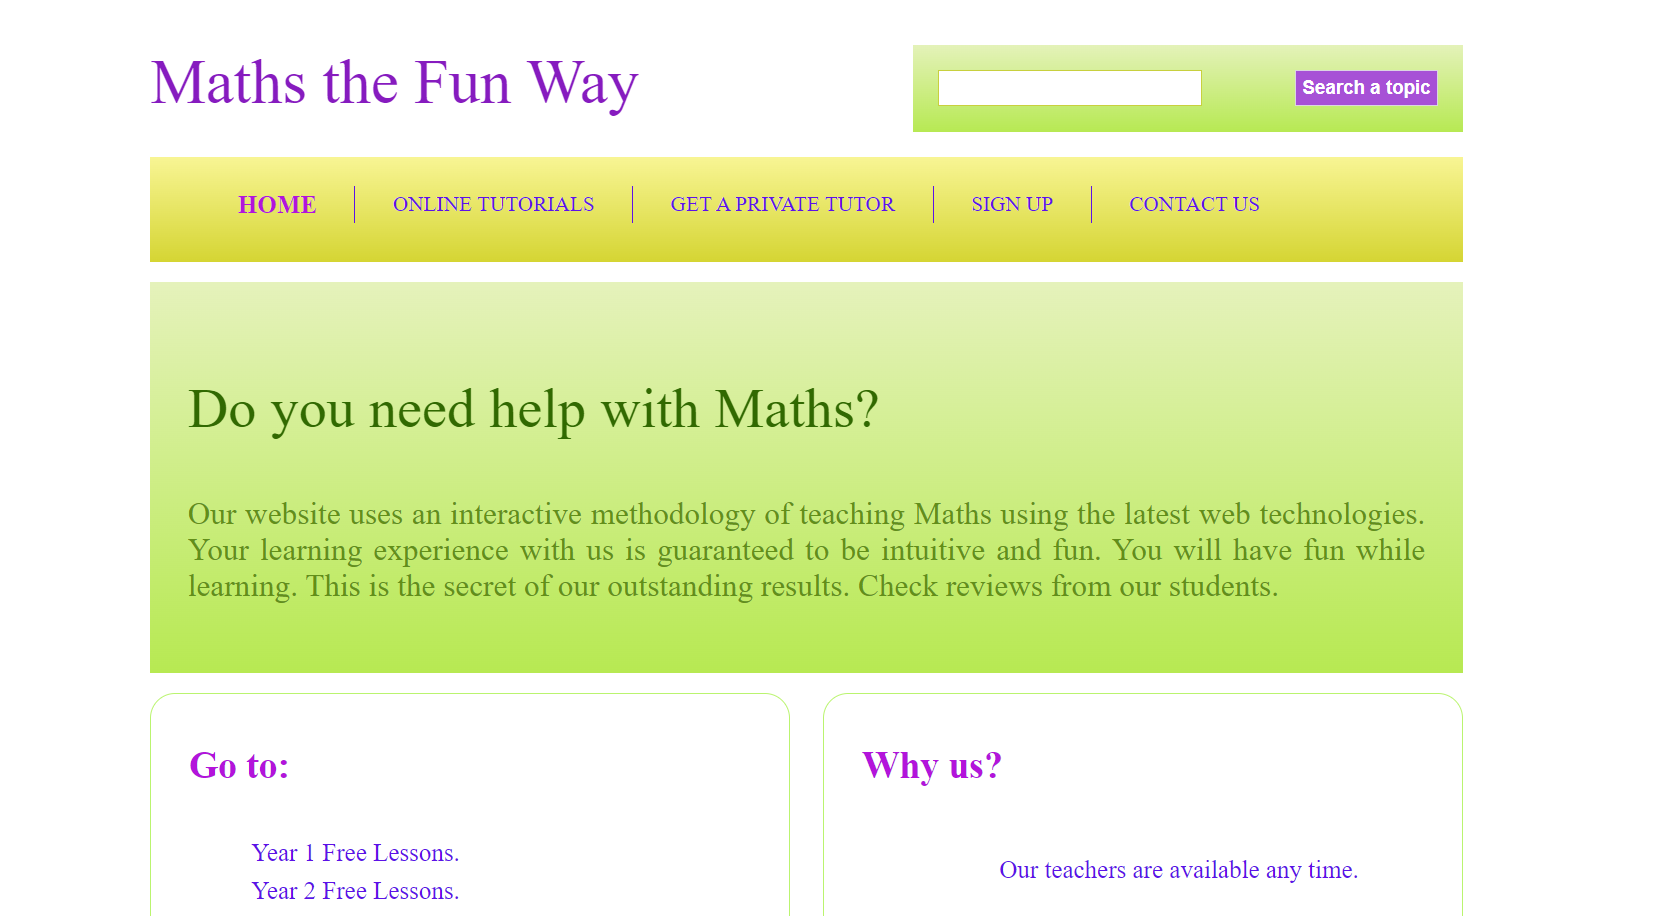 Maths the Fun Way
Search a topic
HOME
ONLINE TUTORIALS
GET A PRIVATE TUTOR
SIGN UP
CONTACT US
Do you need help with Maths?
Our website uses an interactive methodology of teaching Maths using the latest web technologies.
Your learning experience with us is guaranteed to be intuitive and fun. You will have fun while
learning. This is the secret of our outstanding results. Check reviews from our students.
Go to:
Year 1 Free Lessons.
Year 2 Free Lessons.
Why us?
Our teachers are available any time.